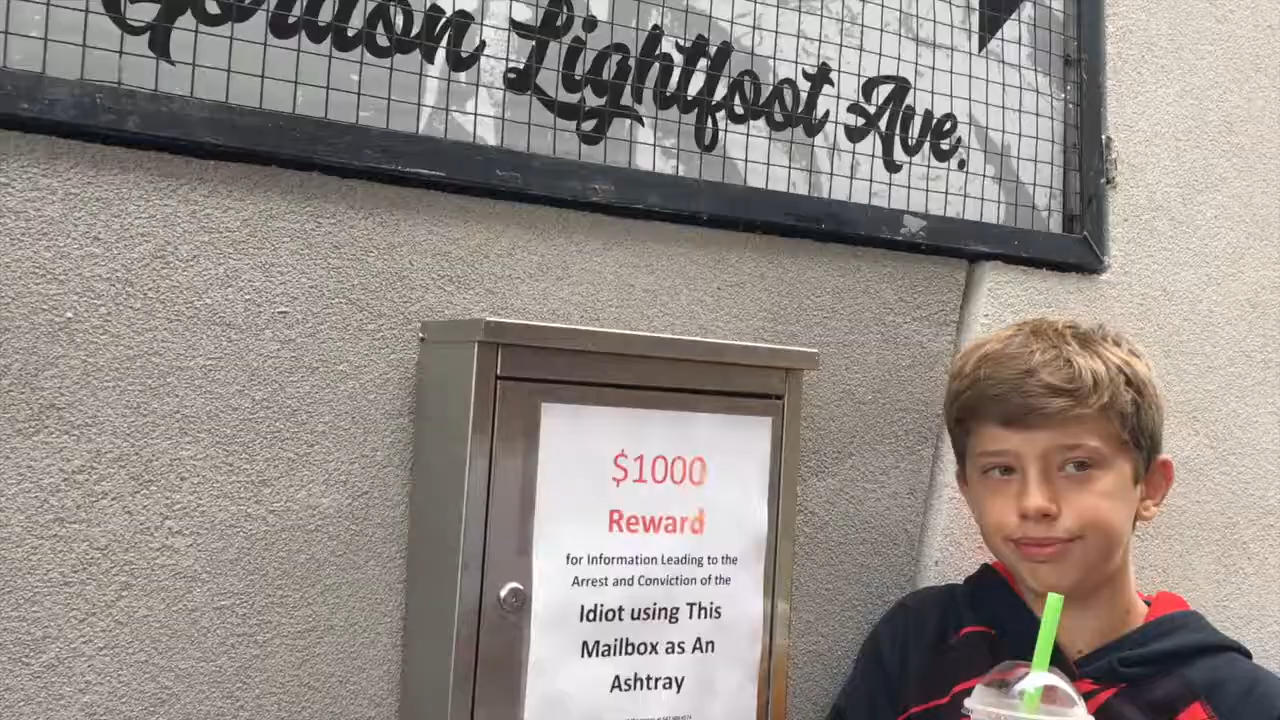 Gordon Lightfoot Ave.
$1000
Reward
for Information Leading to the
Arrest and Conviction of the
Idiot using This
Mailbox as An
Ashtray